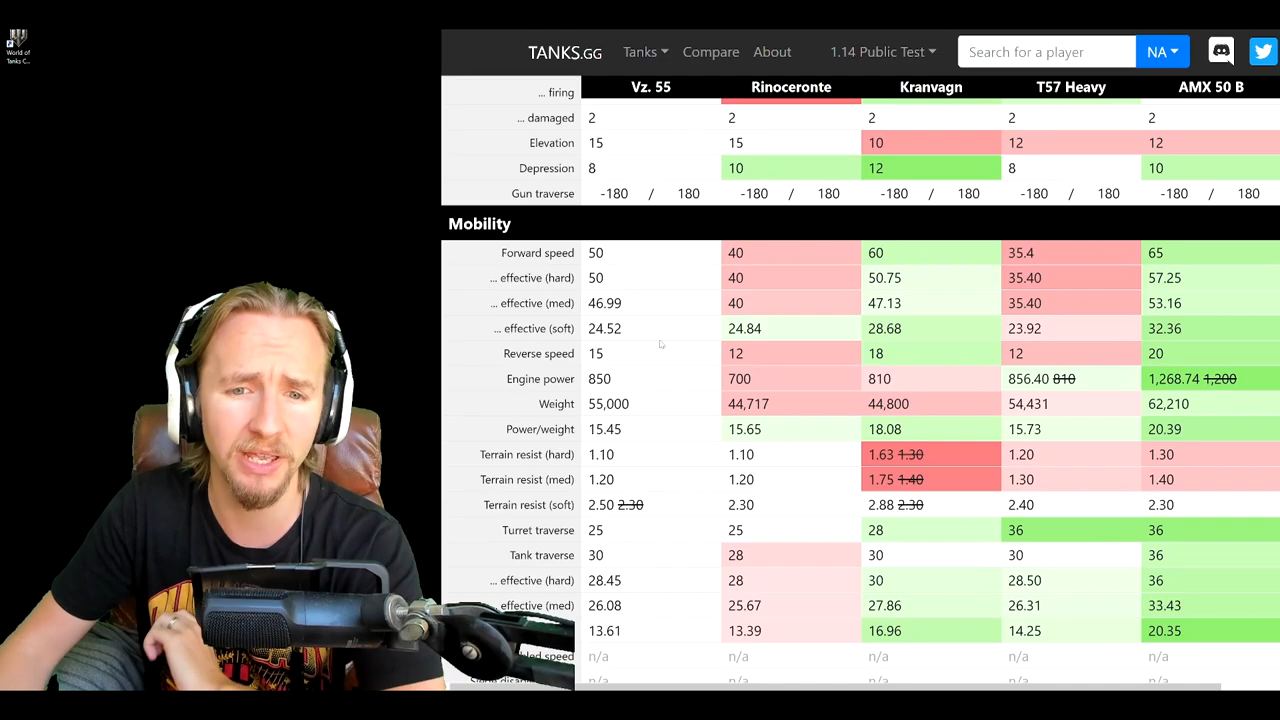 World of
Tanks C...
TANKS.GG Tanks Compare About 1.14 Public Test Search for a player NA
Vz. 55 Rinoceronte Kranvagn T57 Heavy AMX 50 B
... firing
... damaged 2 2 2 2 2
Elevation 15 15 10 12 12
Depression 8 10 12 8 10
Gun traverse -180 / 180 -180 / 180 -180 / 180 -180 / 180 -180 / 180
Mobility
Forward speed 50 40 60 35.4 65
... effective (hard) 50 40 50.75 35.40 57.25
... effective (med) 46.99 40 47.13 35.40 53.16
... effective (soft) 24.52 24.84 28.68 23.92 32.36
Reverse speed 15 12 18 12 20
Engine power 850 700 810 856.40 810 1,268.74 1,200
Weight 55,000 44,717 44,800 54,431 62,210
Power/weight 15.45 15.65 18.08 15.73 20.39
Terrain resist (hard) 1.10 1.10 1.63 1.30 1.20 1.30
Terrain resist (med) 1.20 1.20 1.75 1.40 1.30 1.40
Terrain resist (soft) 2.50 2.30 2.30 2.88 2.30 2.40 2.30
Turret traverse 25 25 28 36 36
Tank traverse 30 28 30 30 36
... effective (hard) 28.45 28 30 28.50 36
effective (med) 26.08 25.67 27.86 26.31 33.43
13.61 13.39 16.96 14.25 20.35
speed n/a n/a n/a n/a n/a
n/a n/a n/a n/a n/a